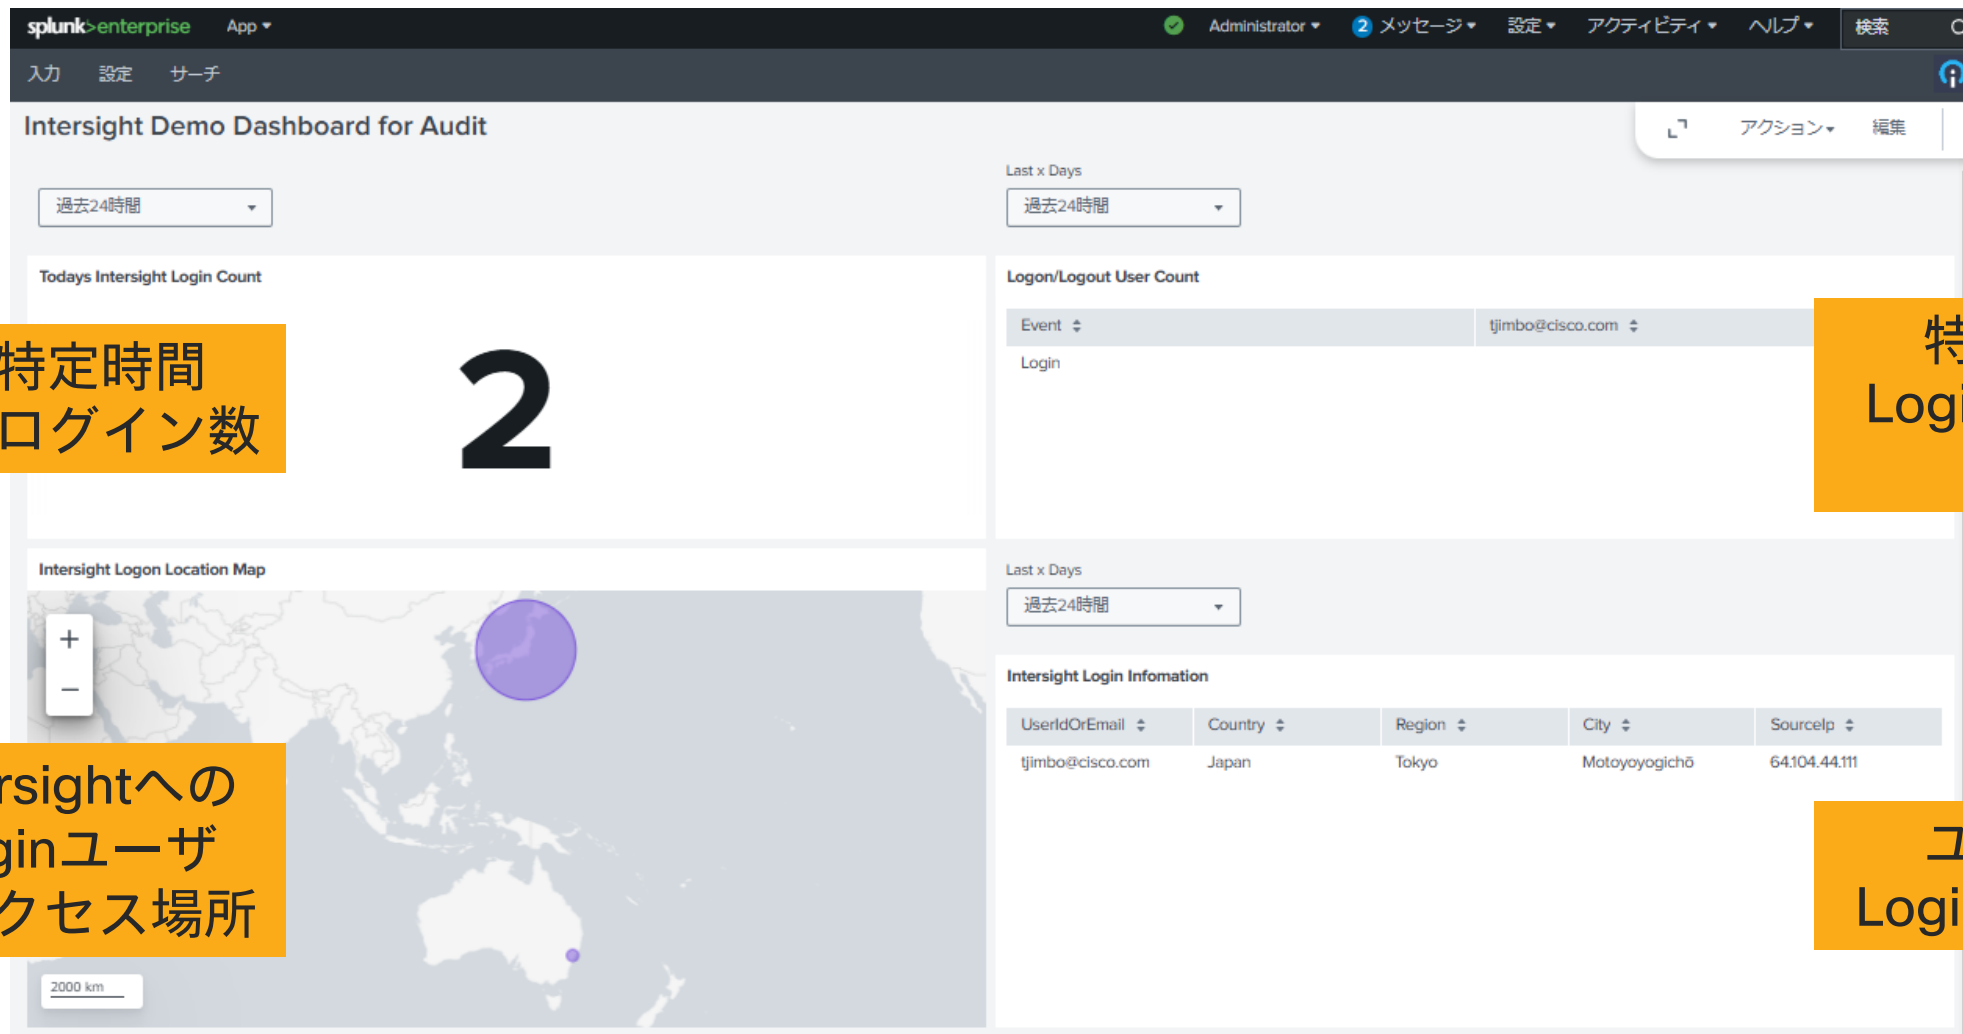 splunk>enterprise App Administrator 2 メッセージ 設定 アクティビティ ヘルプ 検索
入力 設定 サーチ
Intersight Demo Dashboard for Audit
アクション 編集
過去24時間
Last x Days
過去24時間
Todays Intersight Login Count
2
特定時間
ログイン数
Logon/Logout User Count
Event tjimbo@cisco.com
Login
特
Logi
Intersight Logon Location Map
+
−
2000 km
rsightへの
ginユーザ
クセス場所
Last x Days
過去24時間
Intersight Login Infomation
UserIdOrEmail Country Region City SourceIp
tjimbo@cisco.com Japan Tokyo Motoyoyogichō 64.104.44.111
ユ
Logi